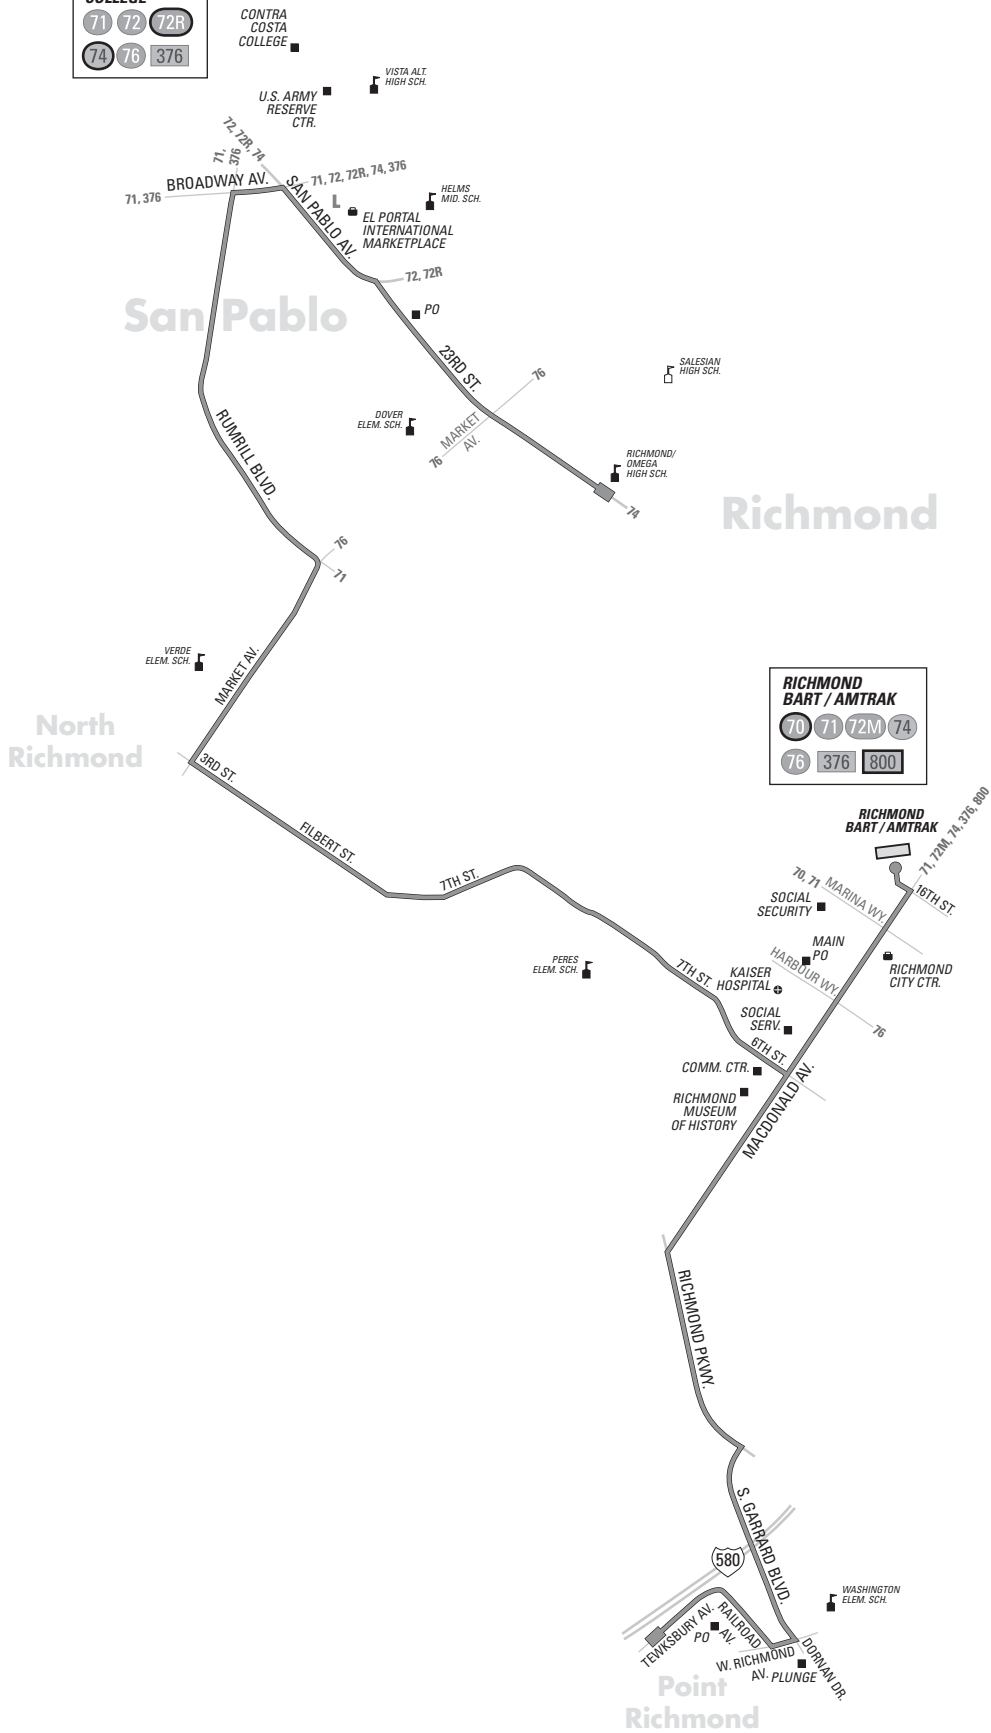 71 72 72R
74 76 376
CONTRA
COSTA
COLLEGE
VISTA ALT.
HIGH SCH.
U.S. ARMY
RESERVE
CTR.
72, 72R, 74
71,
376
BROADWAY AV.
71, 376
71, 72, 72R, 74, 376
SAN PABLO AV.
L
HELMS
MID. SCH.
EL PORTAL
INTERNATIONAL
MARKETPLACE
72, 72R
San Pablo
PO
23RD ST.
76
SALESIAN
HIGH SCH.
DOVER
ELEM. SCH.
MARKET
AV.
76
RUMRILL BLVD.
RICHMOND/
OMEGA
HIGH SCH.
74
Richmond
76
71
VERDE
ELEM. SCH.
MARKET AV.
North
Richmond
3RD ST.
RICHMOND
BART / AMTRAK
70 71 72M 74
76 376 800
RICHMOND
BART / AMTRAK
71, 72M, 74, 376, 800
FILBERT ST.
7TH ST.
70, 71
MARINA WY.
16TH ST.
SOCIAL
SECURITY
MAIN
PO
PERES
ELEM. SCH.
7TH ST.
KAISER
HOSPITAL
HARBOUR WY.
RICHMOND
CITY CTR.
SOCIAL
SERV.
76
6TH ST.
COMM. CTR.
RICHMOND
MUSEUM
OF HISTORY
MACDONALD AV.
RICHMOND PKWY.
S. GARRARD BLVD.
580
WASHINGTON
ELEM. SCH.
TEWKSBURY AV.
PO
RAILROAD
AV.
W. RICHMOND
AV.
PLUNGE
DORNAN DR.
Point
Richmond